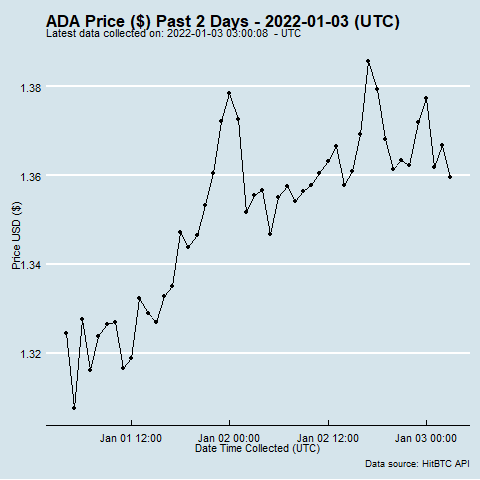 ADA Price ($) Past 2 Days - 2022-01-03 (UTC)
Latest data collected on: 2022-01-03 03:00:08 - UTC
1.38
1.36
1.34
1.32
Price USD ($)
Jan 01 12:00 Jan 02 00:00 Jan 02 12:00 Jan 03 00:00
Date Time Collected (UTC)
Data source: HitBTC API